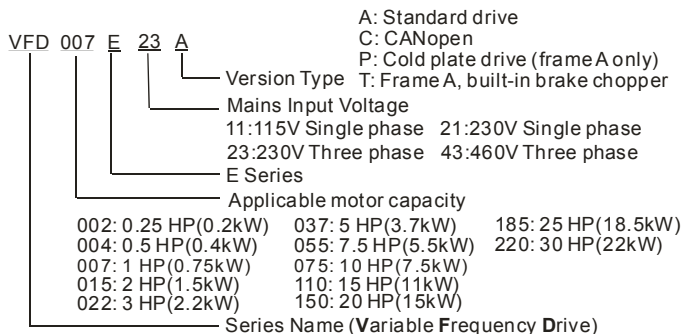 A: Standard drive
C: CANopen
P: Cold plate drive (frame A only)
T: Frame A, built-in brake chopper
VFD 007 E 23 A
Version Type
Mains Input Voltage
11:115V Single phase 21:230V Single phase
23:230V Three phase 43:460V Three phase
E Series
Applicable motor capacity
002: 0.25 HP(0.2kW) 037: 5 HP(3.7kW) 185: 25 HP(18.5kW)
004: 0.5 HP(0.4kW) 055: 7.5 HP(5.5kW) 220: 30 HP(22kW)
007: 1 HP(0.75kW) 075: 10 HP(7.5kW)
015: 2 HP(1.5kW) 110: 15 HP(11kW)
022: 3 HP(2.2kW) 150: 20 HP(15kW)
Series Name (Variable Frequency Drive)